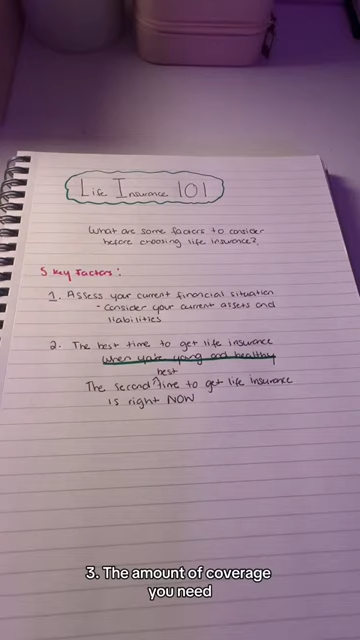 Life Insurance 101
What are some factors to consider
before choosing life insurance?
5 Key Factors:
1. Assess your current financial situation
- Consider your current assets and
liabilities
2. The best time to get life insurance
when you're young and healthy
best
The second ^ time to get life insurance
is right NOW
3. The amount of coverage
you need